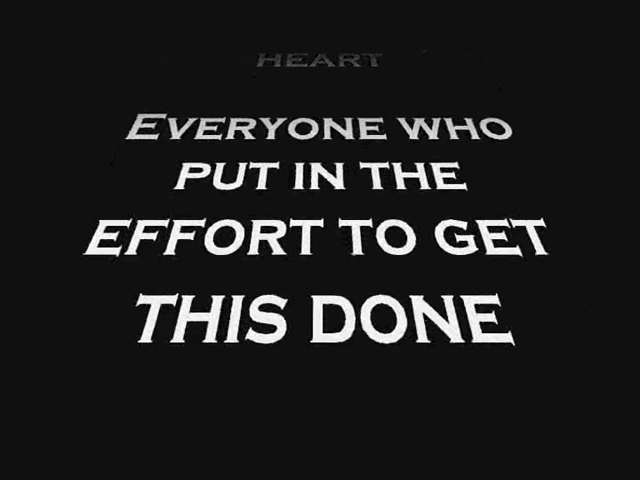 HEART
EVERYONE WHO
PUT IN THE
EFFORT TO GET
THIS DONE